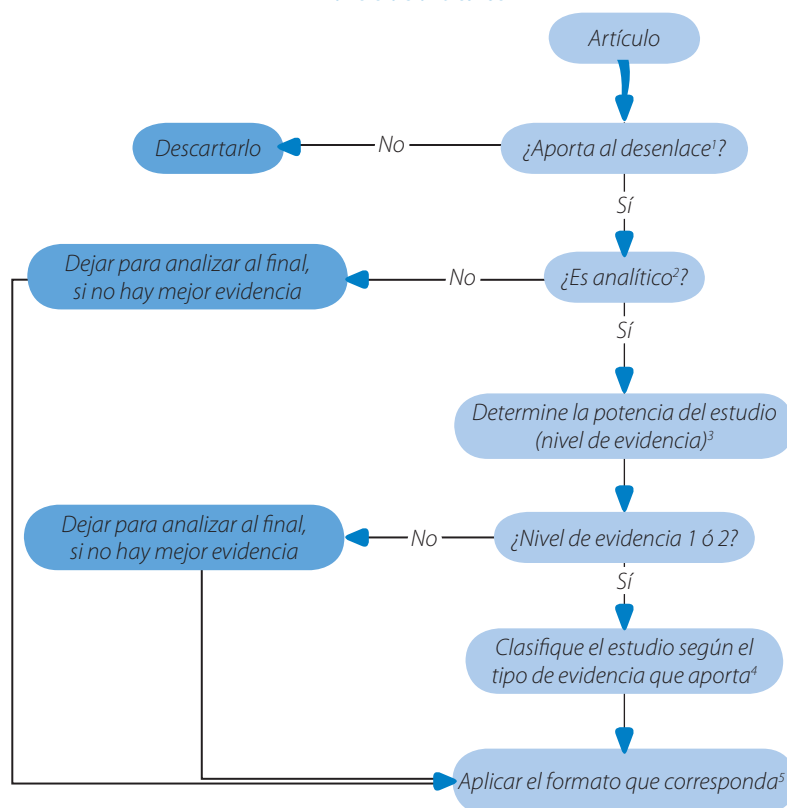 Artículo
¿Aporta al desenlace¹?
No
Descartarlo
Sí
¿Es analítico²?
No
Dejar para analizar al final,
si no hay mejor evidencia
Sí
Determine la potencia del estudio
(nivel de evidencia)³
¿Nivel de evidencia 1 ó 2?
No
Dejar para analizar al final,
si no hay mejor evidencia
Sí
Clasifique el estudio según el
tipo de evidencia que aporta⁴
Aplicar el formato que corresponda⁵